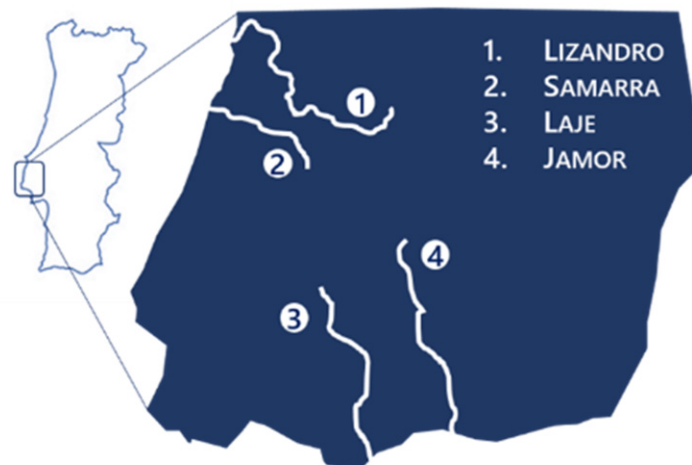 1. LIZANDRO
2. SAMARRA
3. LAJE
4. JAMOR
1
2
4
3